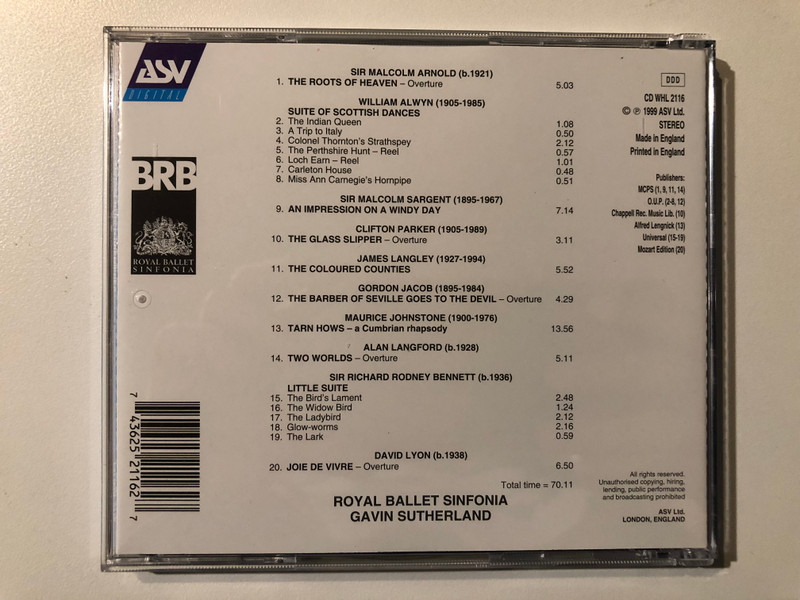 ASV
DIGITAL
BRB
ROYAL BALLET
SINFONIA
7 43625 21162 7
SIR MALCOLM ARNOLD (b.1921)
1. THE ROOTS OF HEAVEN – Overture 5.03
WILLIAM ALWYN (1905-1985)
SUITE OF SCOTTISH DANCES
2. The Indian Queen 1.08
3. A Trip to Italy 0.50
4. Colonel Thornton's Strathspey 2.12
5. The Perthshire Hunt – Reel 0.57
6. Loch Earn – Reel 1.01
7. Carleton House 0.48
8. Miss Ann Carnegie's Hornpipe 0.51
SIR MALCOLM SARGENT (1895-1967)
9. AN IMPRESSION ON A WINDY DAY 7.14
CLIFTON PARKER (1905-1989)
10. THE GLASS SLIPPER – Overture 3.11
JAMES LANGLEY (1927-1994)
11. THE COLOURED COUNTIES 5.52
GORDON JACOB (1895-1984)
12. THE BARBER OF SEVILLE GOES TO THE DEVIL – Overture 4.29
MAURICE JOHNSTONE (1900-1976)
13. TARN HOWS – a Cumbrian rhapsody 13.56
ALAN LANGFORD (b.1928)
14. TWO WORLDS – Overture 5.11
SIR RICHARD RODNEY BENNETT (b.1936)
LITTLE SUITE
15. The Bird's Lament 2.48
16. The Widow Bird 1.24
17. The Ladybird 2.12
18. Glow-worms 2.16
19. The Lark 0.59
DAVID LYON (b.1938)
20. JOIE DE VIVRE – Overture 6.50
Total time = 70.11
ROYAL BALLET SINFONIA
GAVIN SUTHERLAND
DDD
CD WHL 2116
© ℗ 1999 ASV Ltd.
STEREO
Made in England
Printed in England
Publishers:
MCPS (1, 9, 11, 14)
O.U.P. (2-8, 12)
Chappell Rec. Music Lib. (10)
Alfred Lengnick (13)
Universal (15-19)
Mozart Edition (20)
All rights reserved.
Unauthorised copying, hiring,
lending, public performance
and broadcasting prohibited
ASV Ltd.
LONDON, ENGLAND